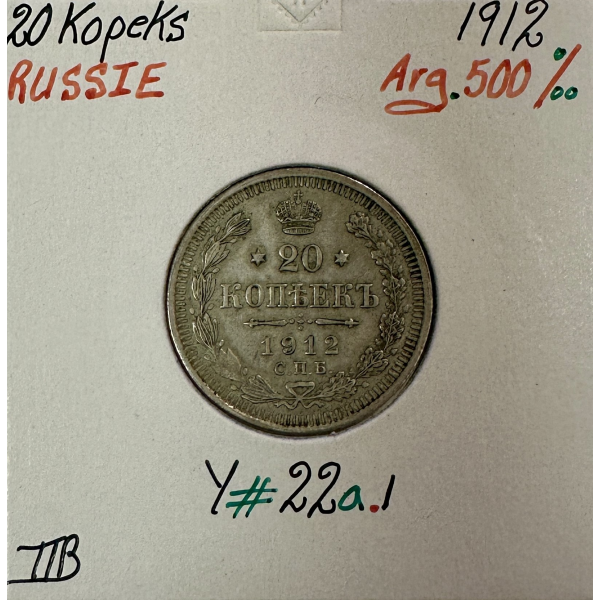 20 Kopeks 1912
RUSSIE Arg. 500 ‰
20
КОПѢЕКЪ
1912
СПБ
Y#22a.1
TTB